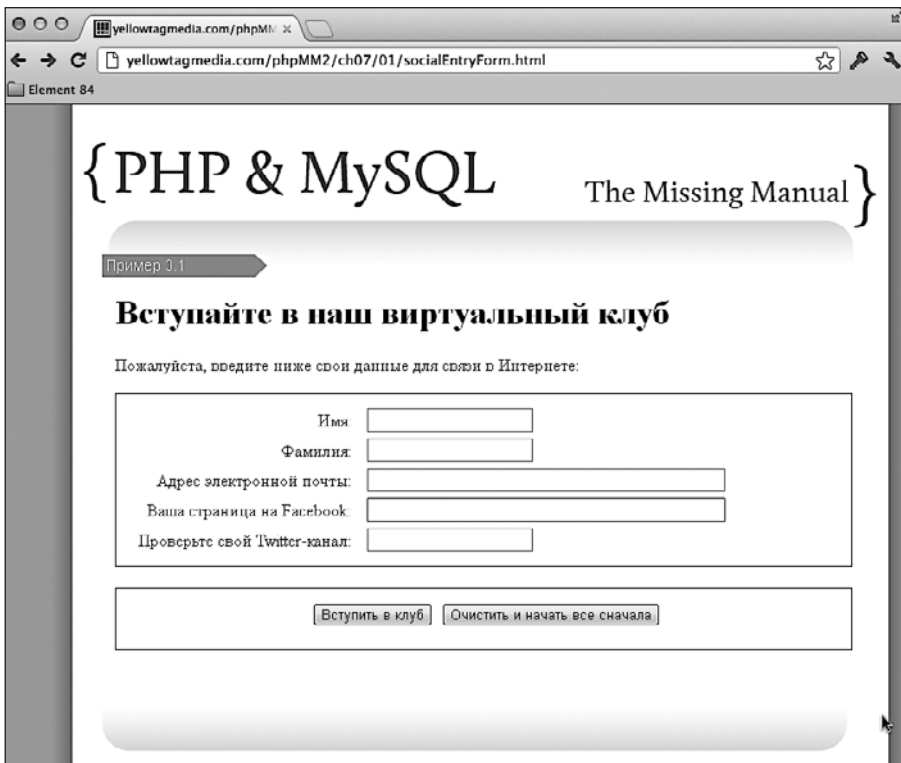 yellowtagmedia.com/phpMM
yellowtagmedia.com/phpMM2/ch07/01/socialEntryForm.html
Element 84
{PHP & MySQL
The Missing Manual}
Пример 3.1
Вступайте в наш виртуальный клуб
Пожалуйста, введите ниже свои данные для связи в Интернете:
Имя:
Фамилия:
Адрес электронной почты:
Ваша страница на Facebook:
Проверьте свой Twitter-канал:
Вступить в клуб
Очистить и начать все сначала